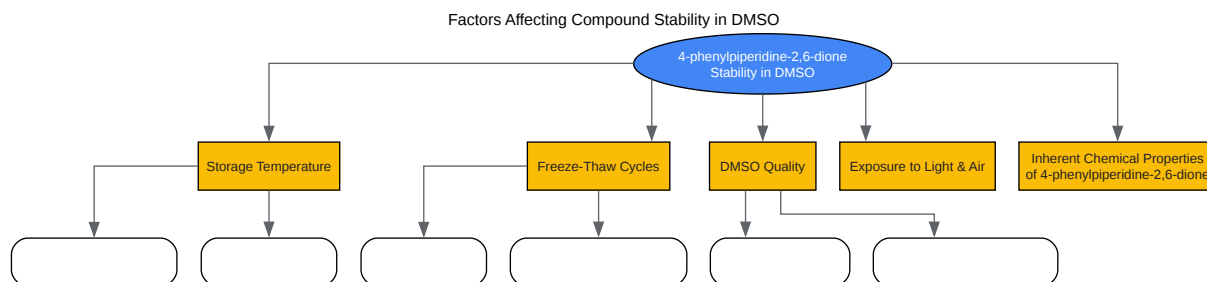 Factors Affecting Compound Stability in DMSO
4-phenylpiperidine-2,6-dione
Stability in DMSO
Storage Temperature
Freeze-Thaw Cycles
DMSO Quality
Exposure to Light & Air
Inherent Chemical Properties
of 4-phenylpiperidine-2,6-dione